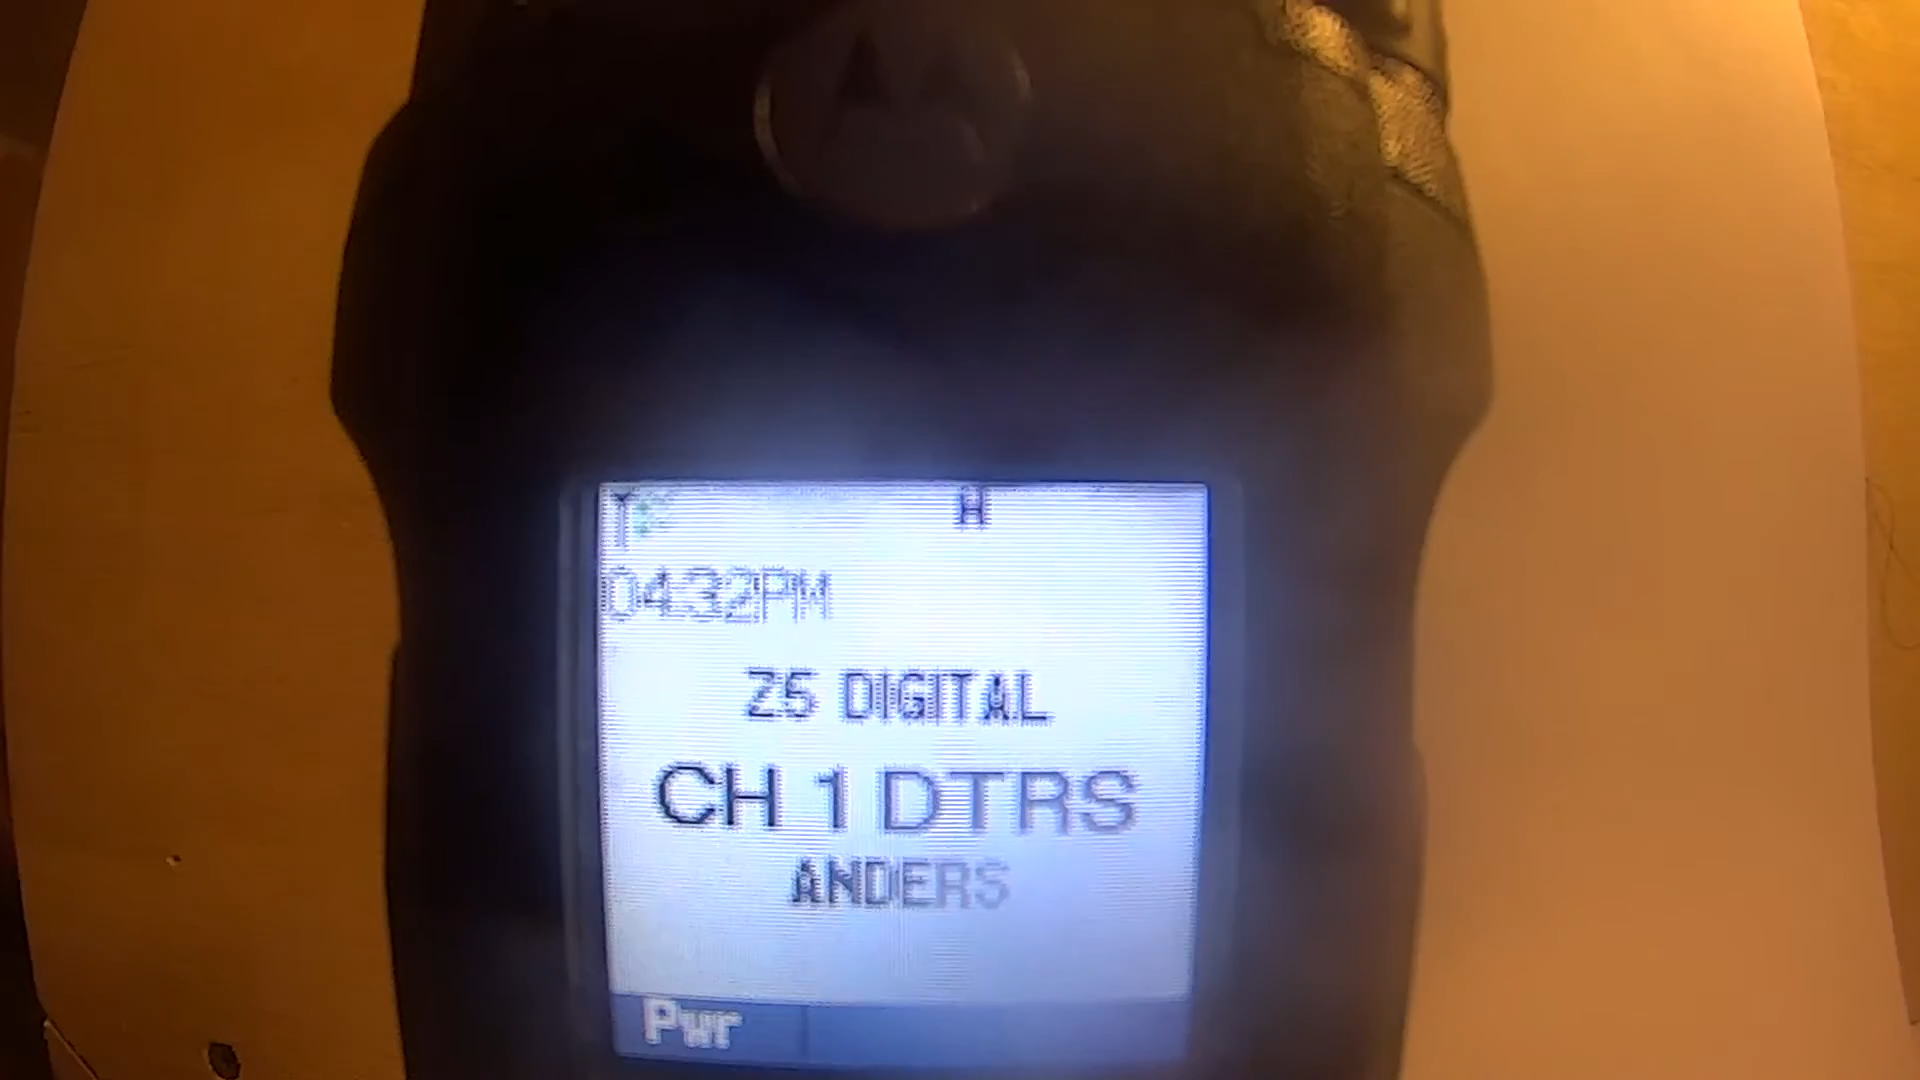 H
04:32PM
Z5 DIGITAL
CH 1 DTRS
ANDERS
Pwr